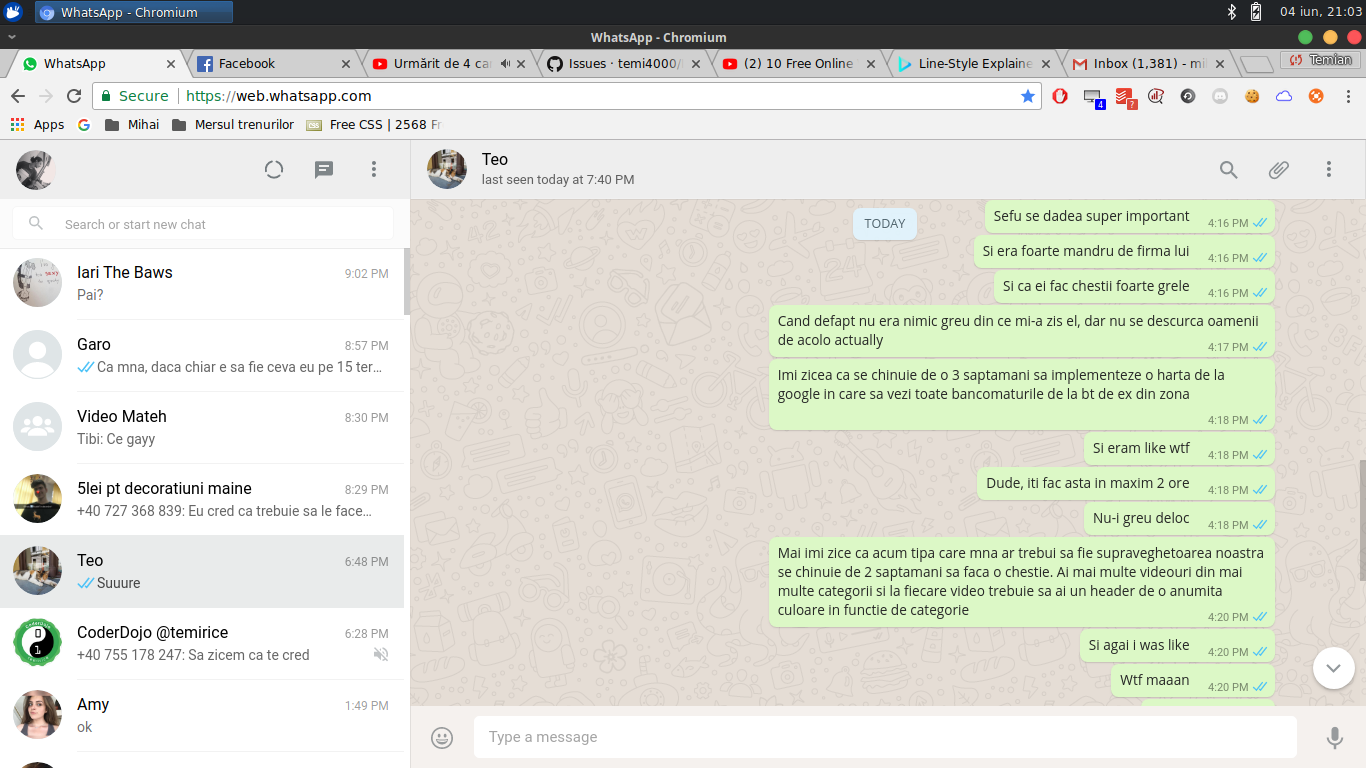 WhatsApp - Chromium
04 iun, 21:03
WhatsApp - Chromium
WhatsApp
Facebook
Urmărit de 4 ca
Issues · temi4000/
(2) 10 Free Online
Line-Style Explaine
Inbox (1,381) - mi
Temian
Secure
https://web.whatsapp.com
4
?
Apps
Mihai
Mersul trenurilor
Free CSS | 2568 Fr
Teo
last seen today at 7:40 PM
Search or start new chat
Iari The Baws
9:02 PM
Pai?
Garo
8:57 PM
Ca mna, daca chiar e sa fie ceva eu pe 15 ter…
Video Mateh
8:30 PM
Tibi: Ce gayy
5lei pt decoratiuni maine
8:29 PM
+40 727 368 839: Eu cred ca trebuie sa le face…
Teo
6:48 PM
Suuure
CoderDojo @temirice
6:28 PM
+40 755 178 247: Sa zicem ca te cred
Amy
1:49 PM
ok
TODAY
Sefu se dadea super important
4:16 PM
Si era foarte mandru de firma lui
4:16 PM
Si ca ei fac chestii foarte grele
4:16 PM
Cand defapt nu era nimic greu din ce mi-a zis el, dar nu se descurca oamenii
de acolo actually
4:17 PM
Imi zicea ca se chinuie de o 3 saptamani sa implementeze o harta de la
google in care sa vezi toate bancomaturile de la bt de ex din zona
4:18 PM
Si eram like wtf
4:18 PM
Dude, iti fac asta in maxim 2 ore
4:18 PM
Nu-i greu deloc
4:18 PM
Mai imi zice ca acum tipa care mna ar trebui sa fie supraveghetoarea noastra
se chinuie de 2 saptamani sa faca o chestie. Ai mai multe videouri din mai
multe categorii si la fiecare video trebuie sa ai un header de o anumita
culoare in functie de categorie
4:20 PM
Si agai i was like
4:20 PM
Wtf maaan
4:20 PM
Type a message